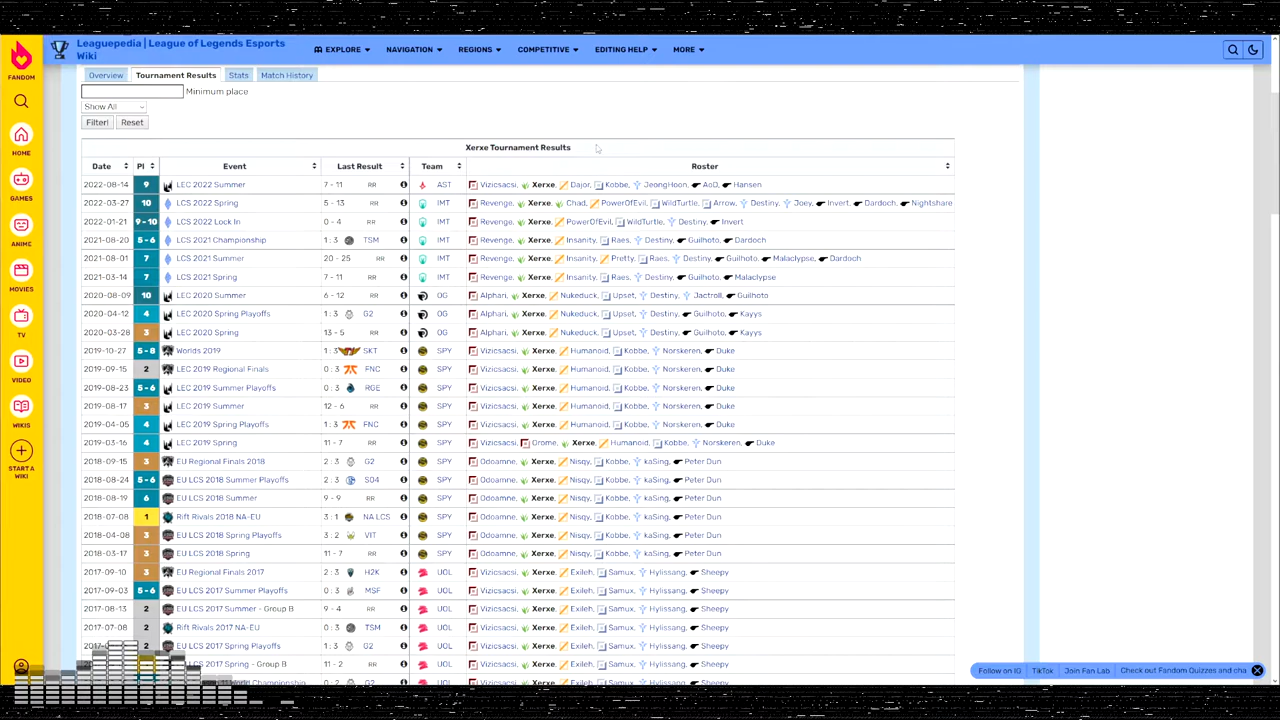 Leaguepedia | League of Legends Esports
Wiki
EXPLORE NAVIGATION REGIONS COMPETITIVE EDITING HELP MORE
FANDOM
HOME
GAMES
ANIME
MOVIES
TV
VIDEO
WIKIS
START A
WIKI
Overview Tournament Results Stats Match History
Minimum place
Show All
Filter! Reset
Xerxe Tournament Results
Date Pl Event Last Result Team Roster
2022-08-14 9 LEC 2022 Summer 7 - 11 RR AST Vizicsacsi, Xerxe, Dajor, Kobbe, JeongHoon, AoD, Hansen
2022-03-27 10 LCS 2022 Spring 5 - 13 RR IMT Revenge, Xerxe, Chad, PowerOfEvil, WildTurtle, Arrow, Destiny, Joey, Invert, Dardoch, Nightshare
2022-01-21 9 - 10 LCS 2022 Lock In 0 - 4 RR IMT Revenge, Xerxe, PowerOfEvil, WildTurtle, Destiny, Invert
2021-08-20 5 - 6 LCS 2021 Championship 1 : 3 TSM IMT Revenge, Xerxe, Insanity, Raes, Destiny, Guilhoto, Dardoch
2021-08-01 7 LCS 2021 Summer 20 - 25 RR IMT Revenge, Xerxe, Insanity, Pretty, Raes, Destiny, Guilhoto, Malaclypse, Dardoch
2021-03-14 7 LCS 2021 Spring 7 - 11 RR IMT Revenge, Xerxe, Insanity, Raes, Destiny, Guilhoto, Malaclypse
2020-08-09 10 LEC 2020 Summer 6 - 12 RR OG Alphari, Xerxe, Nukeduck, Upset, Destiny, Jactroll, Guilhoto
2020-04-12 4 LEC 2020 Spring Playoffs 1 : 3 G2 OG Alphari, Xerxe, Nukeduck, Upset, Destiny, Guilhoto, Kayys
2020-03-28 3 LEC 2020 Spring 13 - 5 RR OG Alphari, Xerxe, Nukeduck, Upset, Destiny, Guilhoto, Kayys
2019-10-27 5 - 8 Worlds 2019 1 : 3 SKT SPY Vizicsacsi, Xerxe, Humanoid, Kobbe, Norskeren, Duke
2019-09-15 2 LEC 2019 Regional Finals 0 : 3 FNC SPY Vizicsacsi, Xerxe, Humanoid, Kobbe, Norskeren, Duke
2019-08-23 5 - 6 LEC 2019 Summer Playoffs 0 : 3 RGE SPY Vizicsacsi, Xerxe, Humanoid, Kobbe, Norskeren, Duke
2019-08-17 3 LEC 2019 Summer 12 - 6 RR SPY Vizicsacsi, Xerxe, Humanoid, Kobbe, Norskeren, Duke
2019-04-05 4 LEC 2019 Spring Playoffs 1 : 3 FNC SPY Vizicsacsi, Xerxe, Humanoid, Kobbe, Norskeren, Duke
2019-03-16 4 LEC 2019 Spring 11 - 7 RR SPY Vizicsacsi, Orome, Xerxe, Humanoid, Kobbe, Norskeren, Duke
2018-09-15 3 EU Regional Finals 2018 2 : 3 G2 SPY Odoamne, Xerxe, Nisqy, Kobbe, kaSing, Peter Dun
2018-08-24 5 - 6 EU LCS 2018 Summer Playoffs 2 : 3 S04 SPY Odoamne, Xerxe, Nisqy, Kobbe, kaSing, Peter Dun
2018-08-19 6 EU LCS 2018 Summer 9 - 9 RR SPY Odoamne, Xerxe, Nisqy, Kobbe, kaSing, Peter Dun
2018-07-08 1 Rift Rivals 2018 NA-EU 3 : 1 NA LCS SPY Odoamne, Xerxe, Nisqy, Kobbe, kaSing, Peter Dun
2018-04-08 3 EU LCS 2018 Spring Playoffs 3 : 2 VIT SPY Odoamne, Xerxe, Nisqy, Kobbe, kaSing, Peter Dun
2018-03-17 3 EU LCS 2018 Spring 11 - 7 RR SPY Odoamne, Xerxe, Nisqy, Kobbe, kaSing, Peter Dun
2017-09-10 3 EU Regional Finals 2017 2 : 3 H2K UOL Vizicsacsi, Xerxe, Exileh, Samux, Hylissang, Sheepy
2017-09-03 5 - 6 EU LCS 2017 Summer Playoffs 0 : 3 MSF UOL Vizicsacsi, Xerxe, Exileh, Samux, Hylissang, Sheepy
2017-08-13 2 EU LCS 2017 Summer - Group B 9 - 4 RR UOL Vizicsacsi, Xerxe, Exileh, Samux, Hylissang, Sheepy
2017-07-08 2 Rift Rivals 2017 NA-EU 0 : 3 TSM UOL Vizicsacsi, Xerxe, Exileh, Samux, Hylissang, Sheepy
2 EU LCS 2017 Spring Playoffs 1 : 3 G2 UOL Vizicsacsi, Xerxe, Exileh, Samux, Hylissang, Sheepy
LCS 2017 Spring - Group B 11 - 2 RR UOL Vizicsacsi, Xerxe, Exileh, Samux, Hylissang, Sheepy
Follow on IG TikTok Join Fan Lab Check out Fandom Quizzes and cha